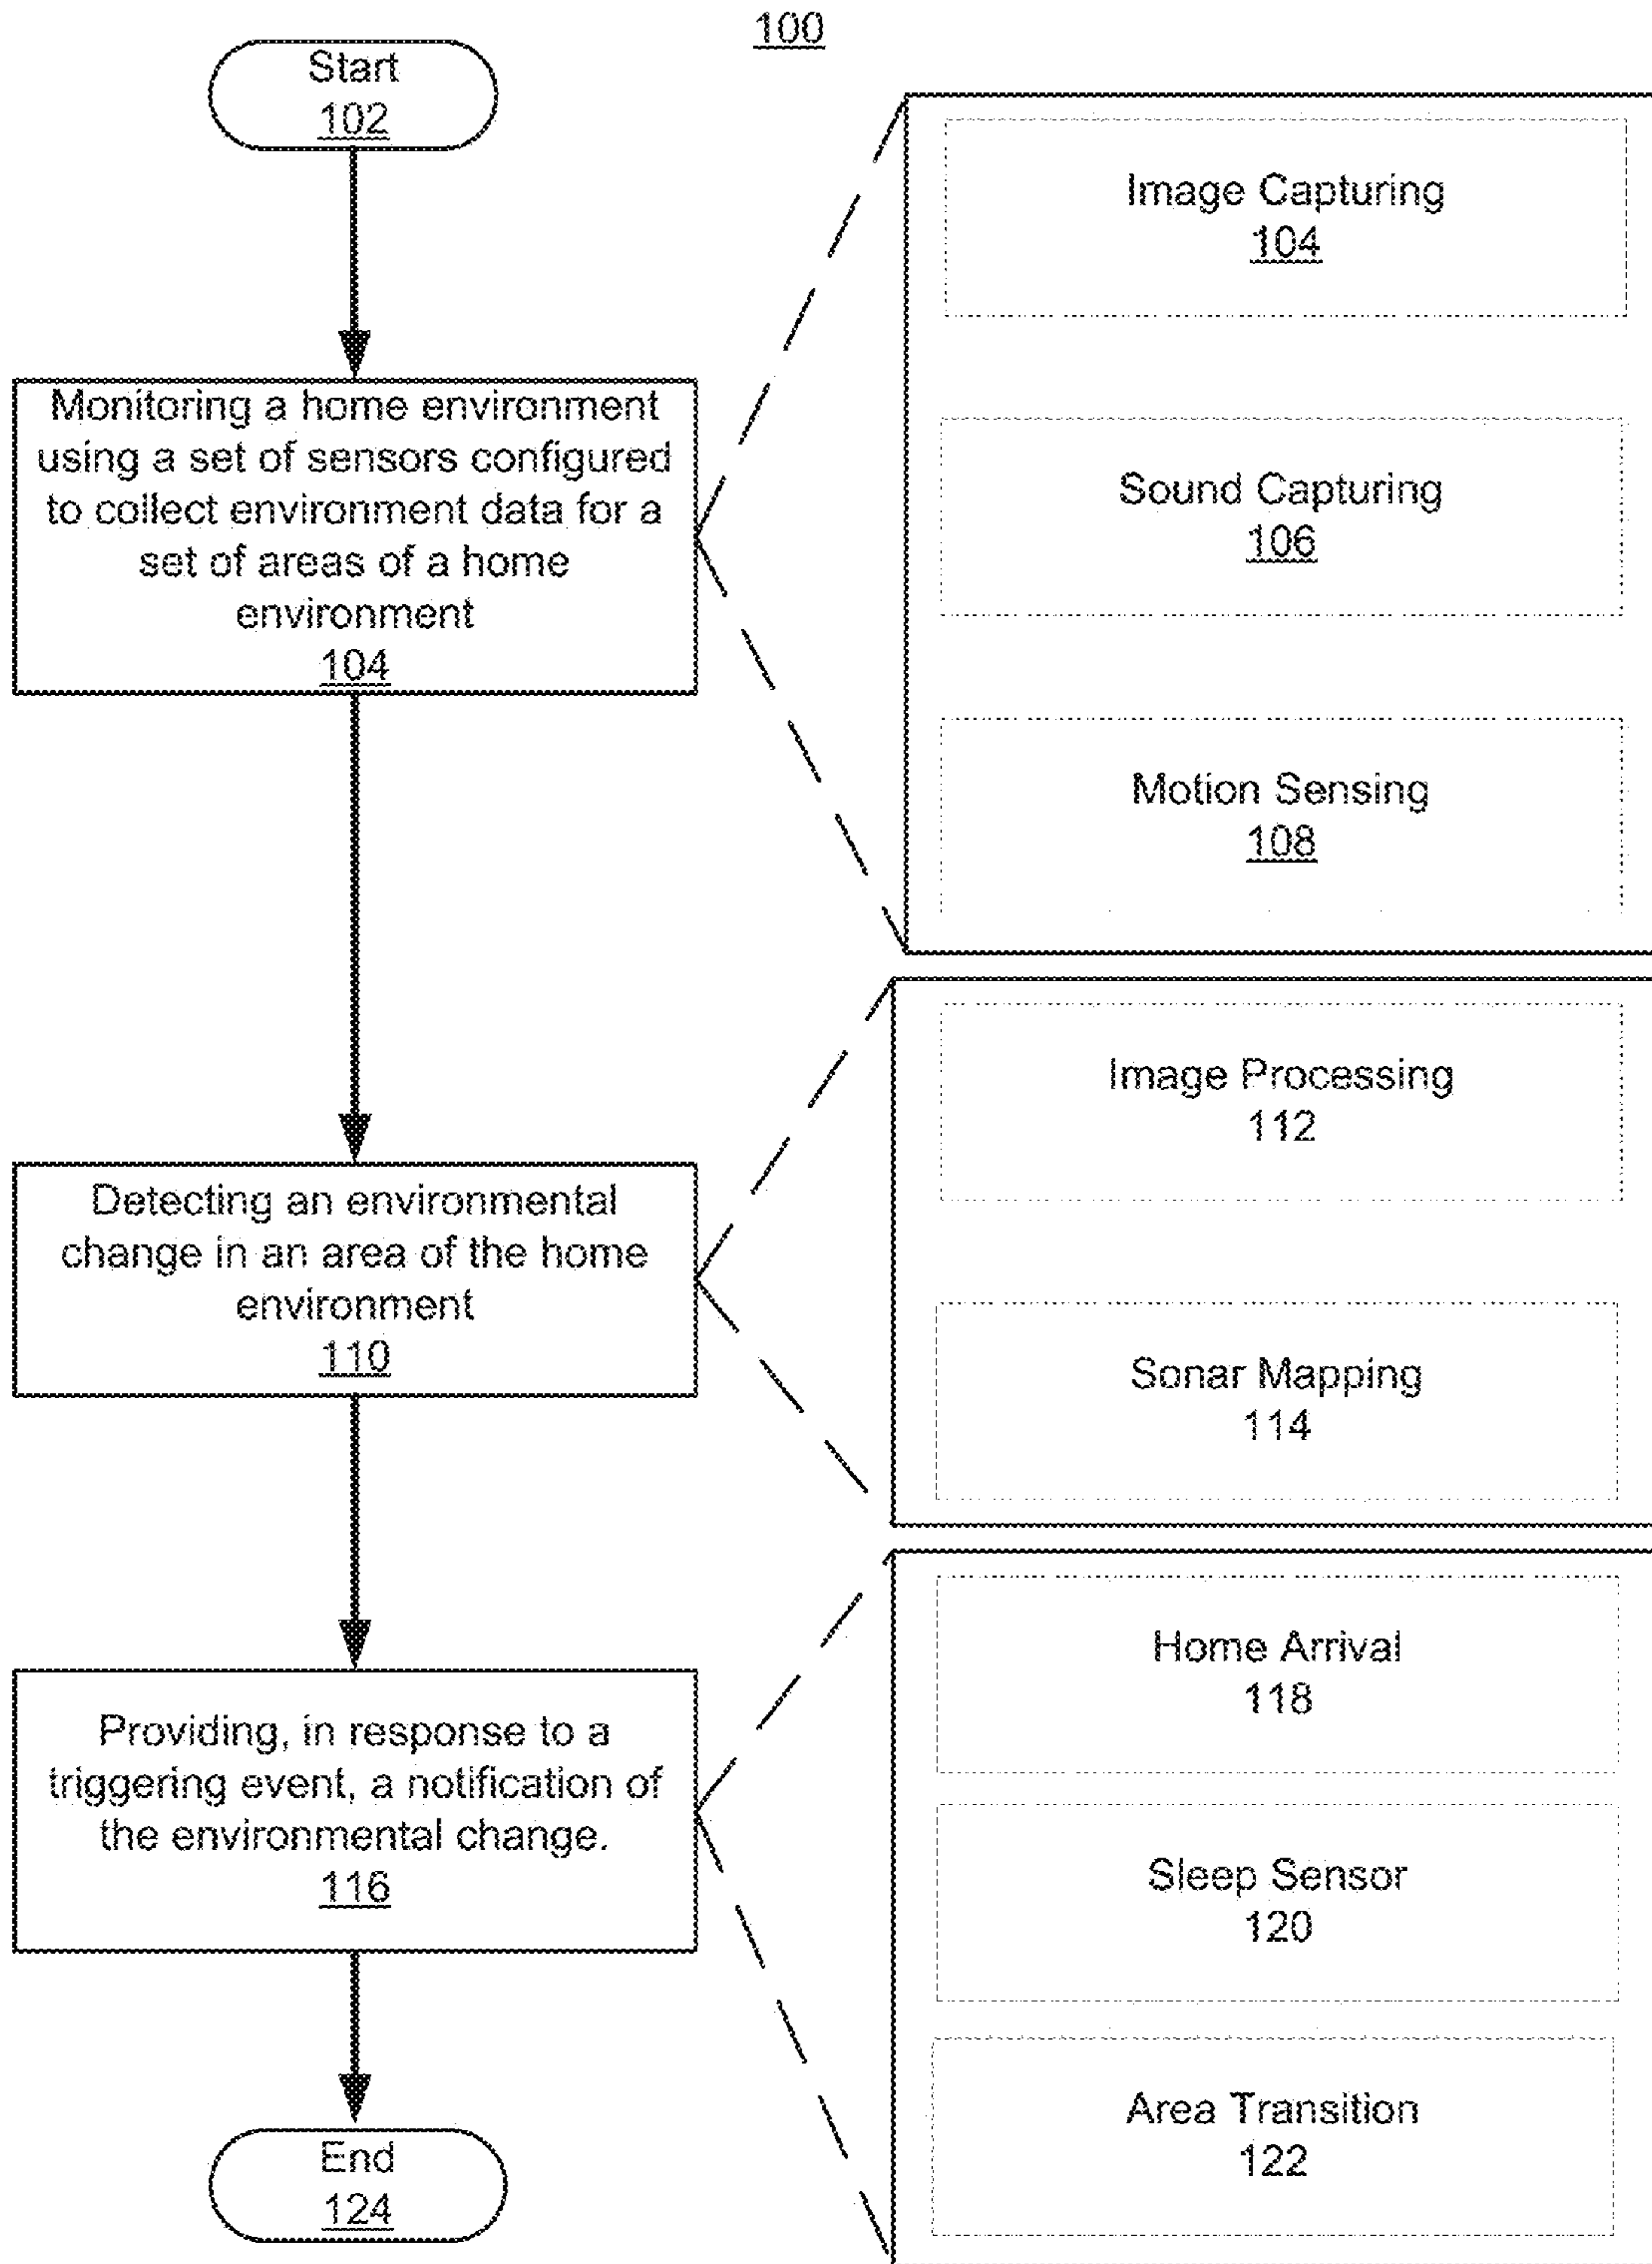 100
Start
102
Monitoring a home environment
using a set of sensors configured
to collect environment data for a
set of areas of a home
environment
104
Image Capturing
104
Sound Capturing
106
Motion Sensing
108
Detecting an environmental
change in an area of the home
environment
110
Image Processing
112
Sonar Mapping
114
Providing, in response to a
triggering event, a notification of
the environmental change.
116
Home Arrival
118
Sleep Sensor
120
Area Transition
122
End
124